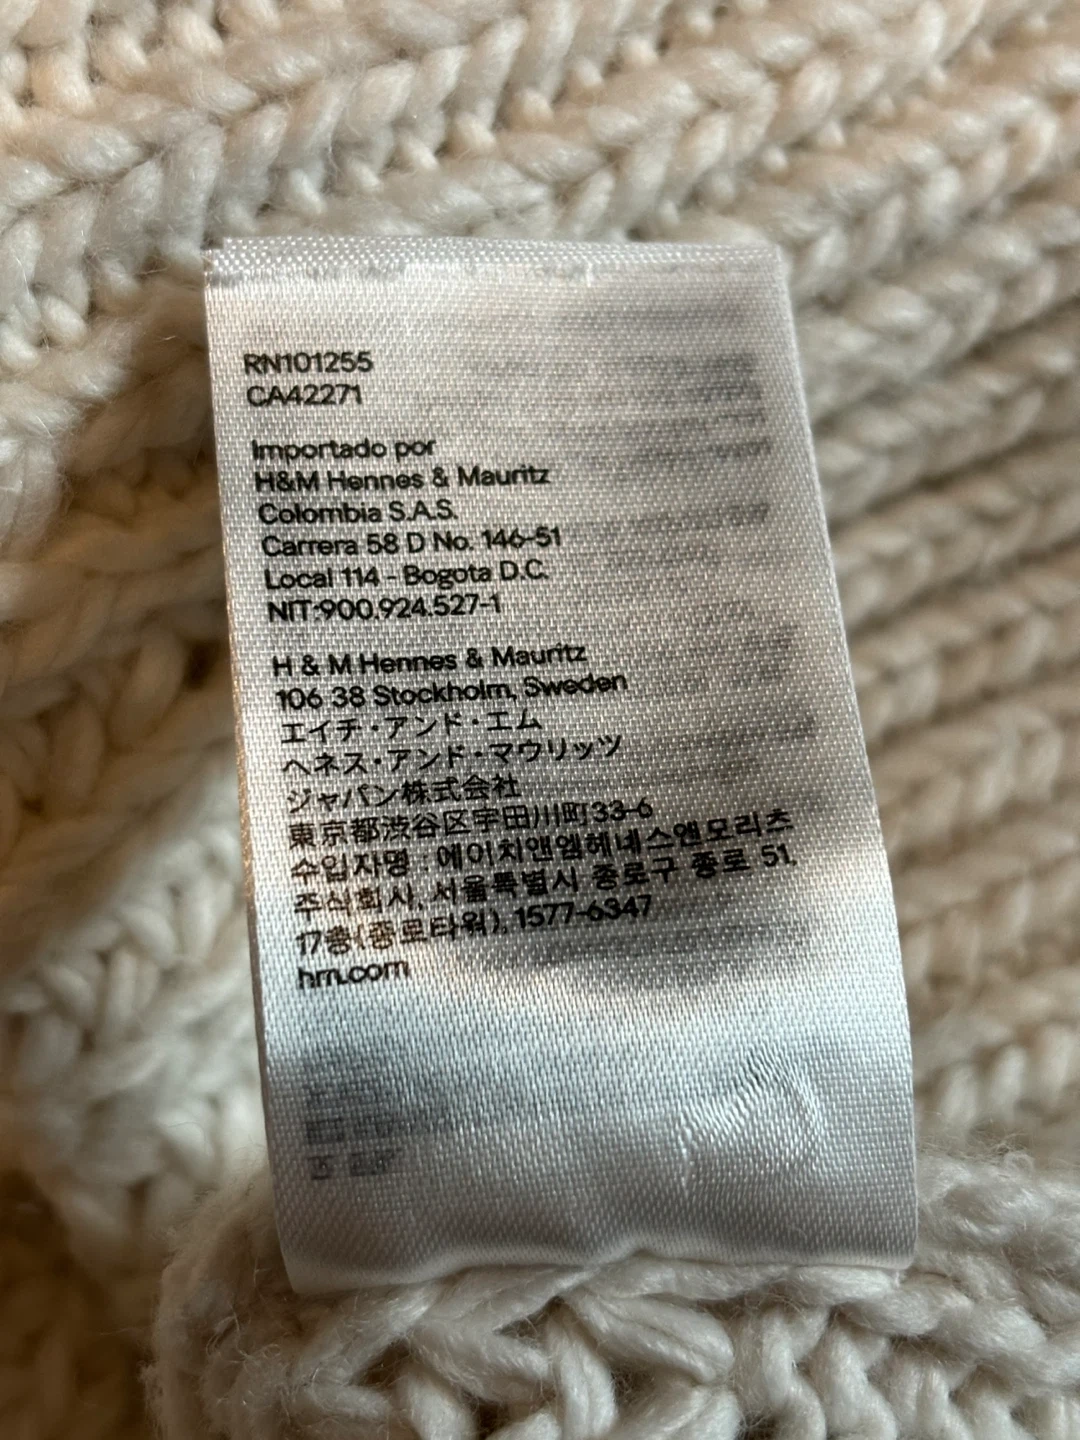 RN101255
CA42271
Importado por
H&M Hennes & Mauritz
Colombia S.A.S.
Carrera 58 D No. 146-51
Local 114 - Bogota D.C.
NIT:900.924.527-1
H & M Hennes & Mauritz
106 38 Stockholm, Sweden
エイチ・アンド・エム
ヘネス・アンド・マウリッツ
ジャパン株式会社
東京都渋谷区宇田川町33-6
수입자명 : 에이치앤엠헤네스앤모리츠
주식회사, 서울특별시 종로구 종로 51,
17층(종로타워), 1577-6347
hm.com